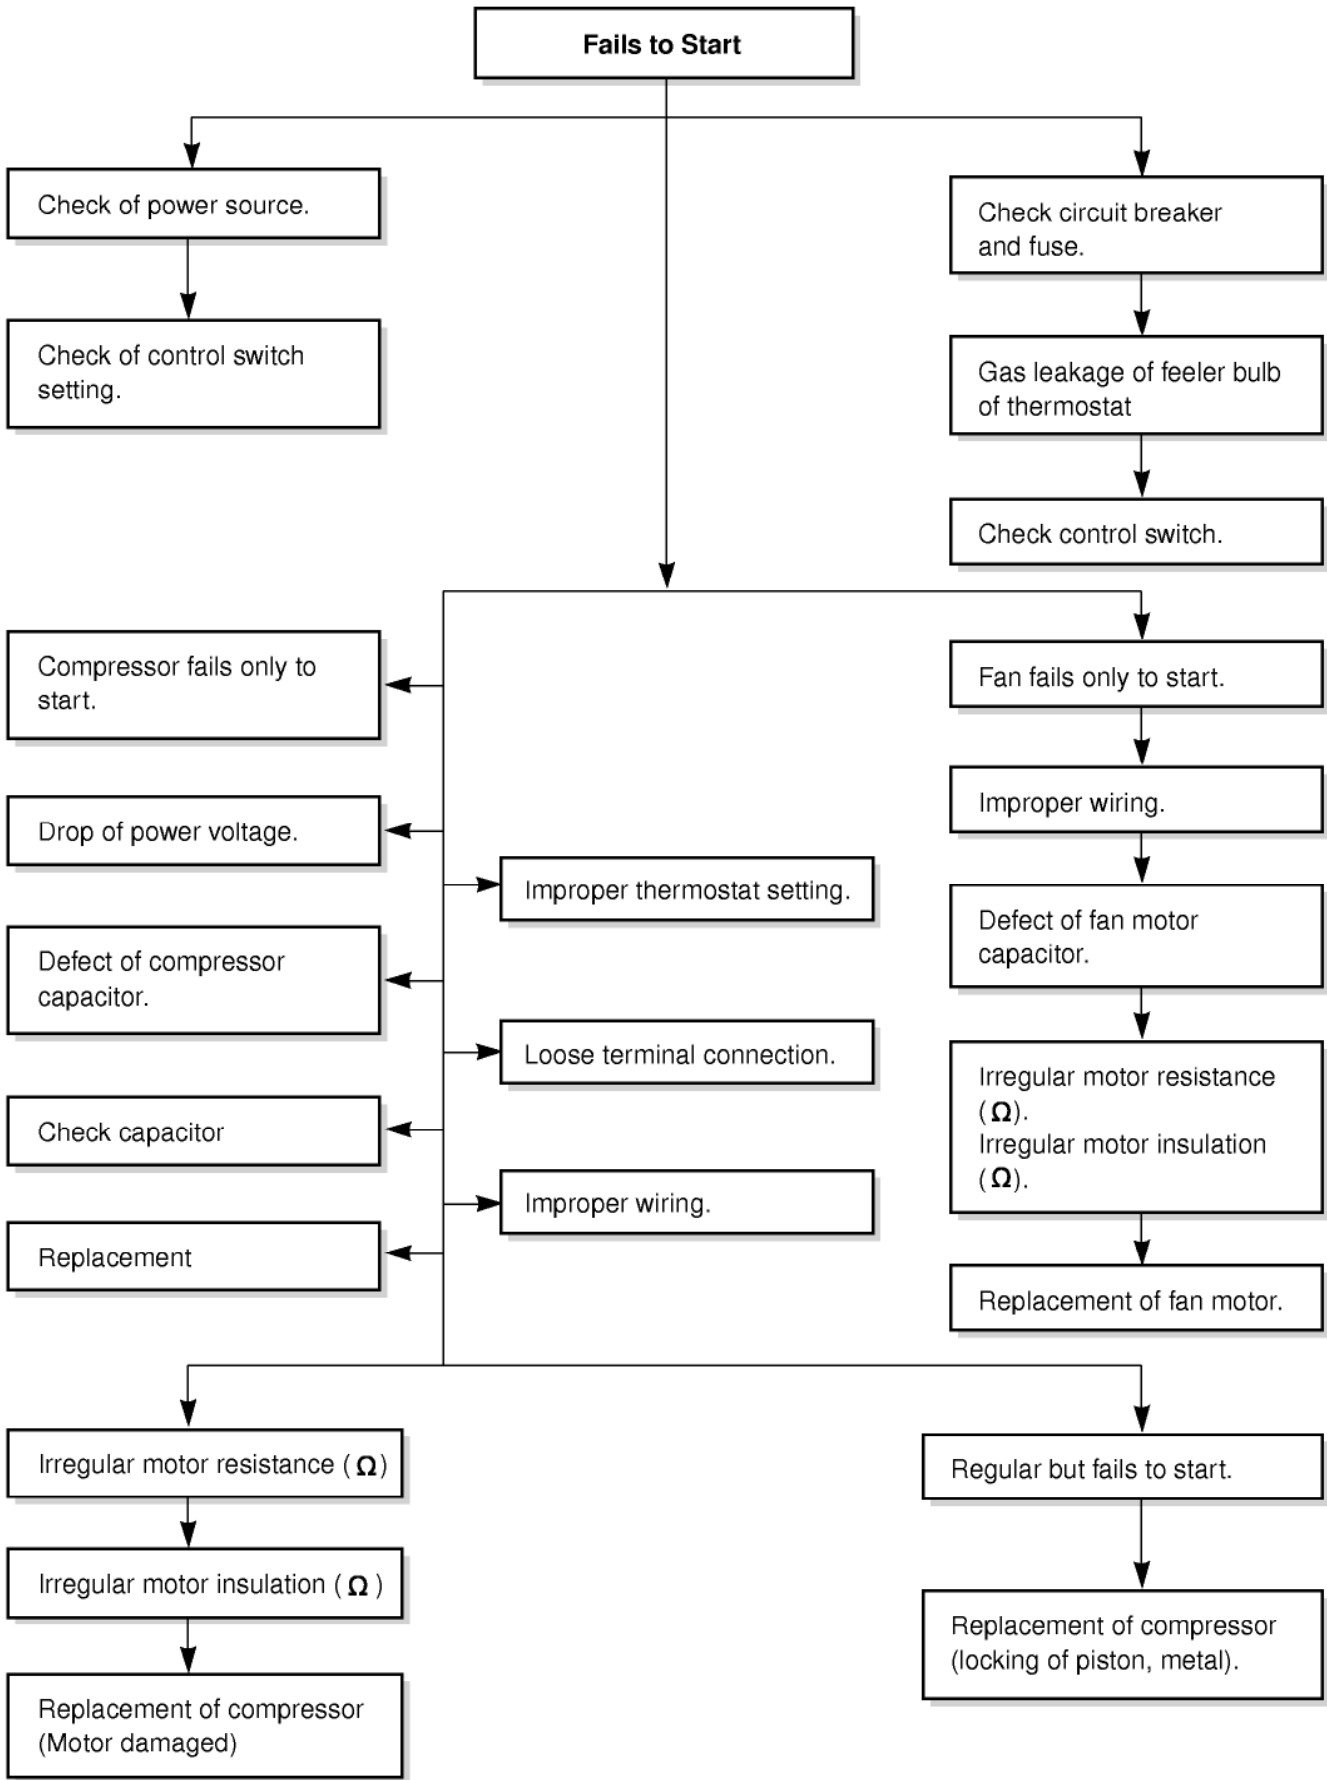 Fails to Start
Check of power source.
Check of control switch
setting.
Check circuit breaker
and fuse.
Gas leakage of feeler bulb
of thermostat
Check control switch.
Compressor fails only to
start.
Drop of power voltage.
Defect of compressor
capacitor.
Check capacitor
Replacement
Improper thermostat setting.
Loose terminal connection.
Improper wiring.
Fan fails only to start.
Improper wiring.
Defect of fan motor
capacitor.
Irregular motor resistance
(Ω).
Irregular motor insulation
(Ω).
Replacement of fan motor.
Irregular motor resistance (Ω)
Irregular motor insulation (Ω)
Replacement of compressor
(Motor damaged)
Regular but fails to start.
Replacement of compressor
(locking of piston, metal).